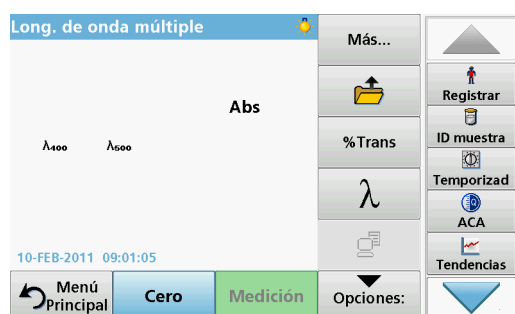 Long. de onda múltiple
Abs
λ400 λ500
10-FEB-2011 09:01:05
Menú Principal
Cero
Medición
Más...
%Trans
λ
Opciones:
Registrar
ID muestra
Temporizad
ACA
Tendencias